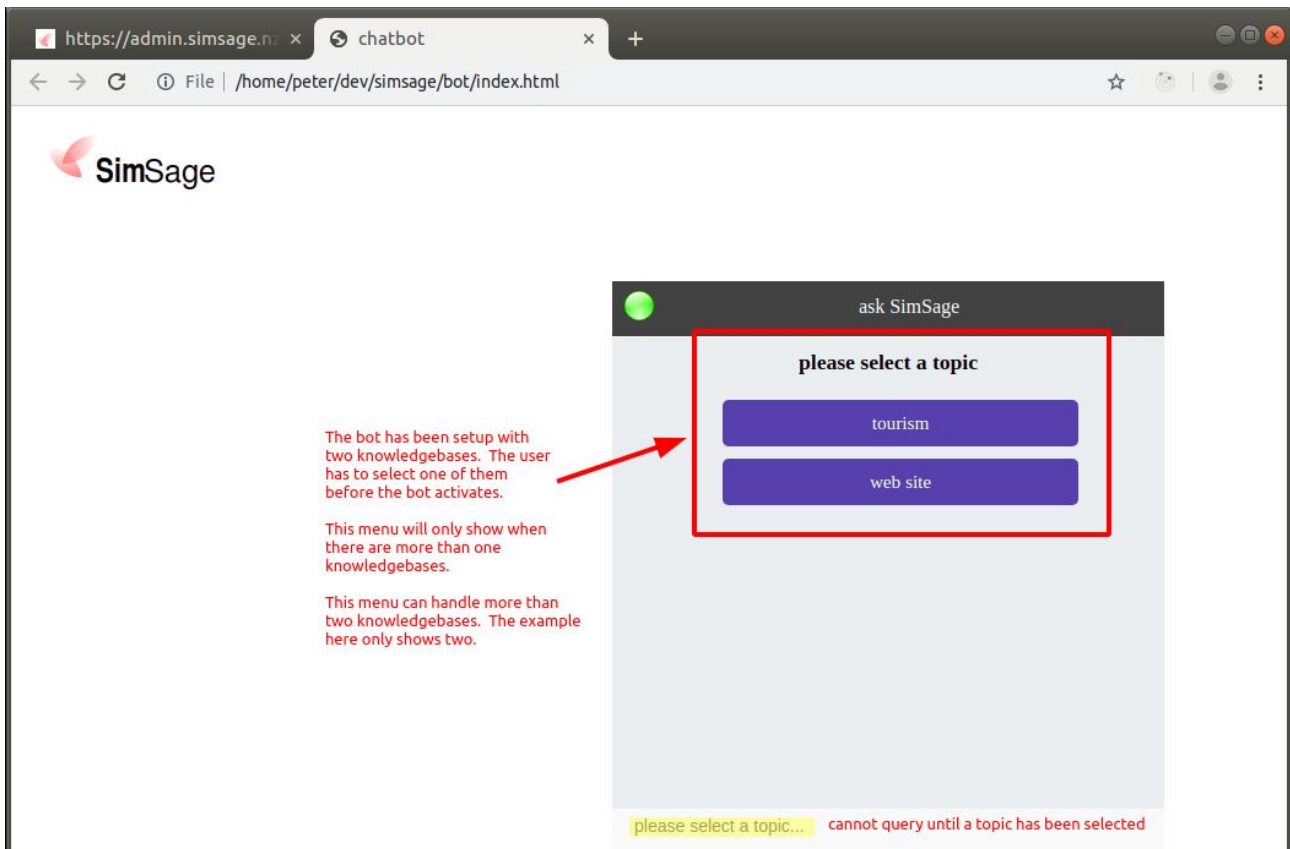 https://admin.simsage.nz
chatbot
File | /home/peter/dev/simsage/bot/index.html
SimSage
ask SimSage
please select a topic
tourism
web site
The bot has been setup with
two knowledgebases. The user
has to select one of them
before the bot activates.
This menu will only show when
there are more than one
knowledgebases.
This menu can handle more than
two knowledgebases. The example
here only shows two.
please select a topic... cannot query until a topic has been selected